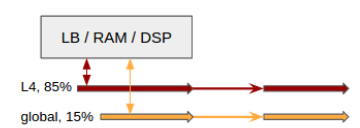 LB / RAM / DSP
L4, 85%
global, 15%